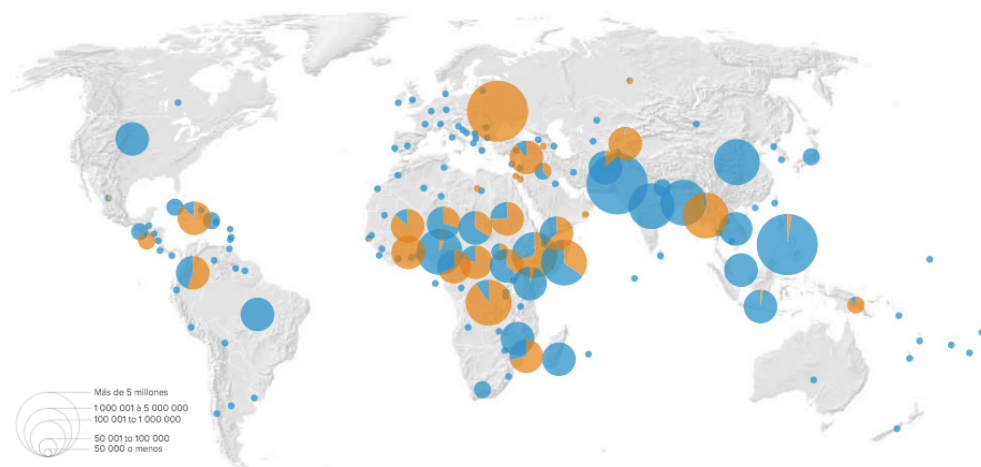 Más de 5 millones
1 000 001 à 5 000 000
100 001 to 1 000 000
50 001 to 100 000
50 000 o menos